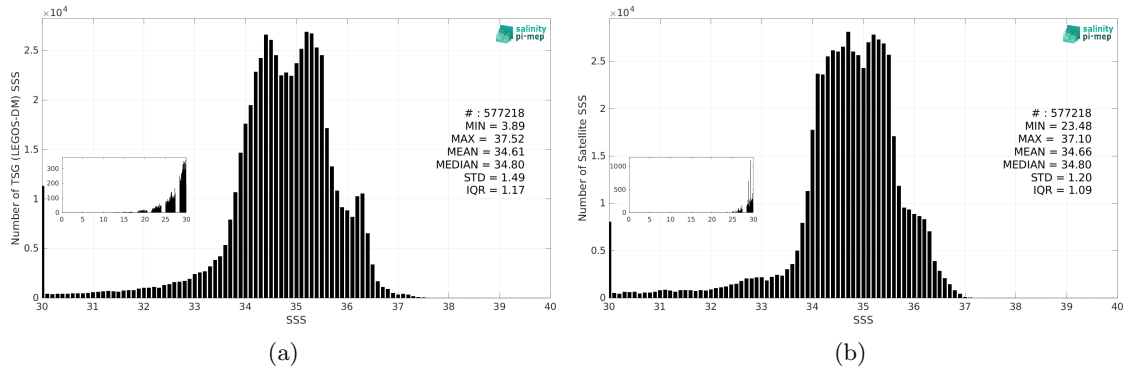 ×10⁴
salinity
pi-mep
Number of TSG (LEGOS-DM) SSS
2.5
2
1.5
1
0.5
0
# : 577218
MIN = 3.89
MAX = 37.52
MEAN = 34.61
MEDIAN = 34.80
STD = 1.49
IQR = 1.17
300
200
100
0
0 5 10 15 20 25 30
30 31 32 33 34 35 36 37 38 39 40
SSS
(a)
×10⁴
salinity
pi-mep
Number of Satellite SSS
2.5
2
1.5
1
0.5
0
# : 577218
MIN = 23.48
MAX = 37.10
MEAN = 34.66
MEDIAN = 34.80
STD = 1.20
IQR = 1.09
1000
500
0
0 5 10 15 20 25 30
30 31 32 33 34 35 36 37 38 39 40
SSS
(b)